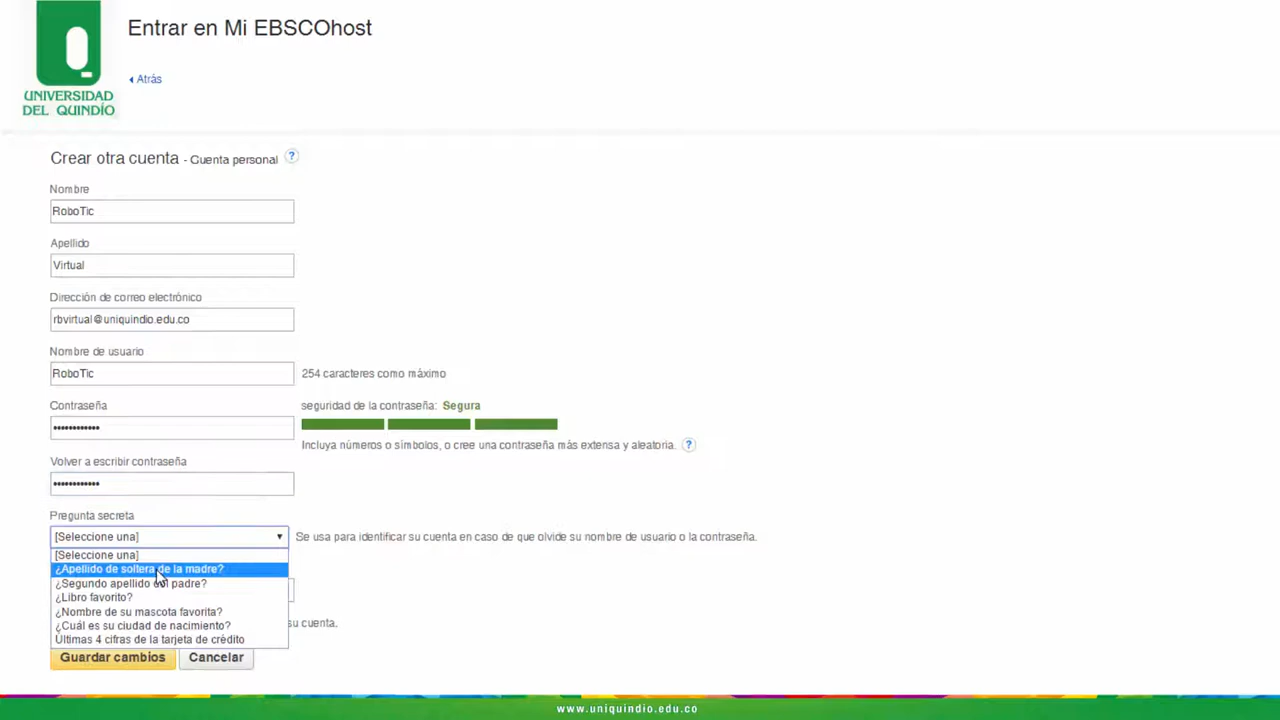 UNIVERSIDAD
DEL QUINDÍO
Entrar en Mi EBSCOhost
Atrás
Crear otra cuenta - Cuenta personal ?
Nombre
RoboTic
Apellido
Virtual
Dirección de correo electrónico
rbvirtual@uniquindio.edu.co
Nombre de usuario
RoboTic
254 caracteres como máximo
Contraseña
seguridad de la contraseña: Segura
••••••••••••
Incluya números o símbolos, o cree una contraseña más extensa y aleatoria. ?
Volver a escribir contraseña
••••••••••••
Pregunta secreta
[Seleccione una]
Se usa para identificar su cuenta en caso de que olvide su nombre de usuario o la contraseña.
[Seleccione una]
¿Apellido de soltera de la madre?
¿Segundo apellido del padre?
¿Libro favorito?
¿Nombre de su mascota favorita?
¿Cuál es su ciudad de nacimiento?
su cuenta.
Últimas 4 cifras de la tarjeta de crédito
Guardar cambios
Cancelar
www.uniquindio.edu.co